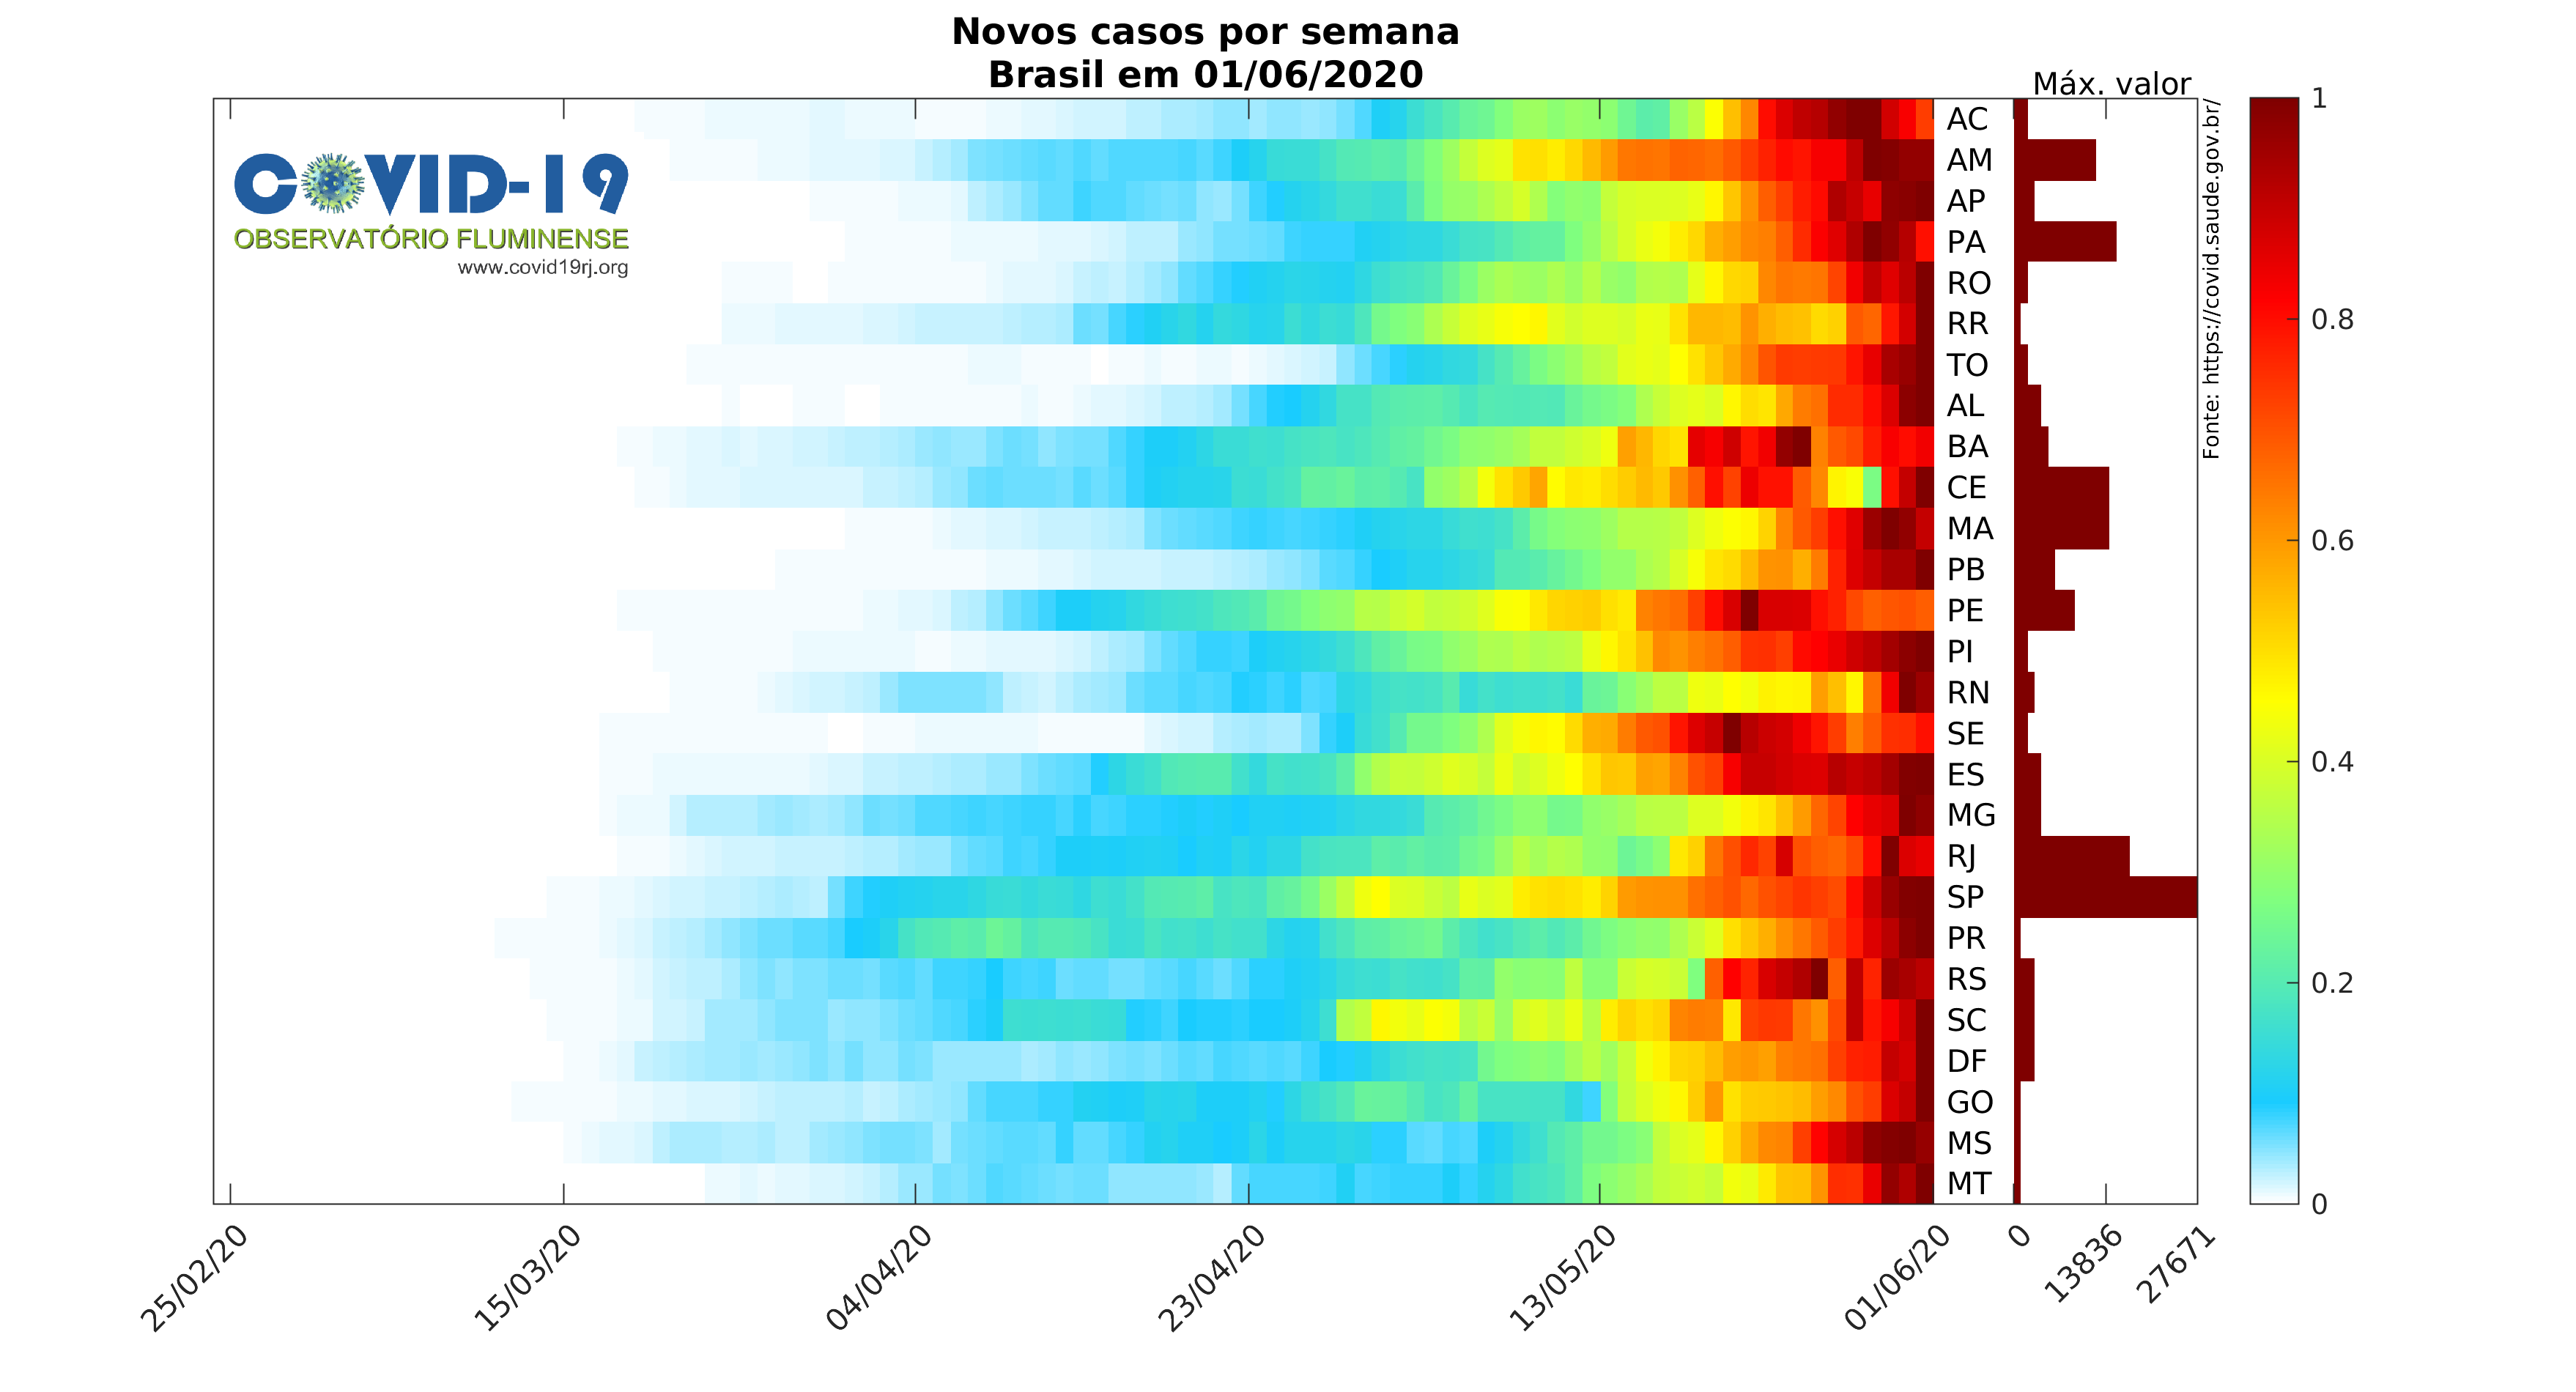 Novos casos por semana
Brasil em 01/06/2020
Máx. valor
COVID-19
OBSERVATÓRIO FLUMINENSE
www.covid19rj.org
AC
AM
AP
PA
RO
RR
TO
AL
BA
CE
MA
PB
PE
PI
RN
SE
ES
MG
RJ
SP
PR
RS
SC
DF
GO
MS
MT
Fonte: https://covid.saude.gov.br/
1
0.8
0.6
0.4
0.2
0
25/02/20
15/03/20
04/04/20
23/04/20
13/05/20
01/06/20
0
13836
27671